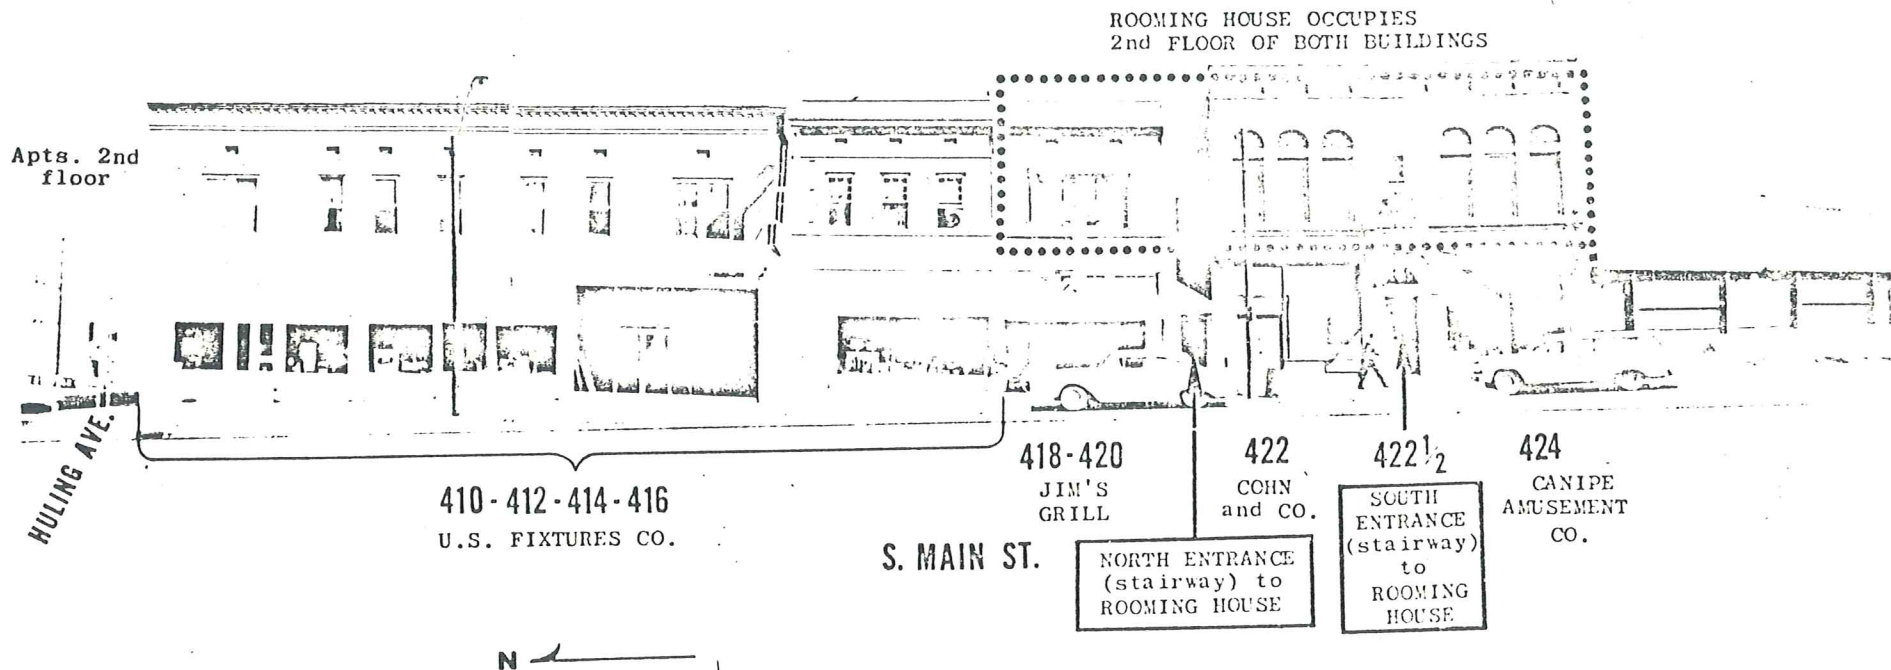 ROOMING HOUSE OCCUPIES
2nd FLOOR OF BOTH BUILDINGS
Apts. 2nd
floor
HULING AVE.
410-412-414-416
U.S. FIXTURES CO.
S. MAIN ST.
418-420
JIM'S
GRILL
NORTH ENTRANCE
(stairway) to
ROOMING HOUSE
422
COHN
and CO.
422½
SOUTH
ENTRANCE
(stairway)
to
ROOMING
HOUSE
424
CANIPE
AMUSEMENT
CO.
N